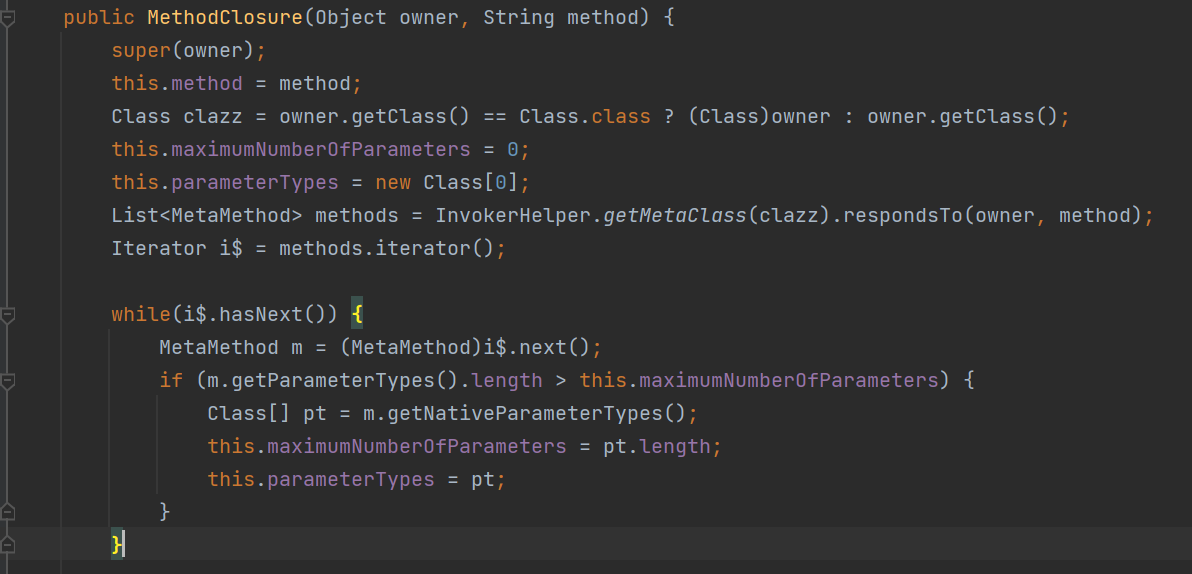 public MethodClosure(Object owner, String method) {
super(owner);
this.method = method;
Class clazz = owner.getClass() == Class.class ? (Class)owner : owner.getClass();
this.maximumNumberOfParameters = 0;
this.parameterTypes = new Class[0];
List<MetaMethod> methods = InvokerHelper.getMetaClass(clazz).respondsTo(owner, method);
Iterator i$ = methods.iterator();
while(i$.hasNext()) {
MetaMethod m = (MetaMethod)i$.next();
if (m.getParameterTypes().length > this.maximumNumberOfParameters) {
Class[] pt = m.getNativeParameterTypes();
this.maximumNumberOfParameters = pt.length;
this.parameterTypes = pt;
}
}